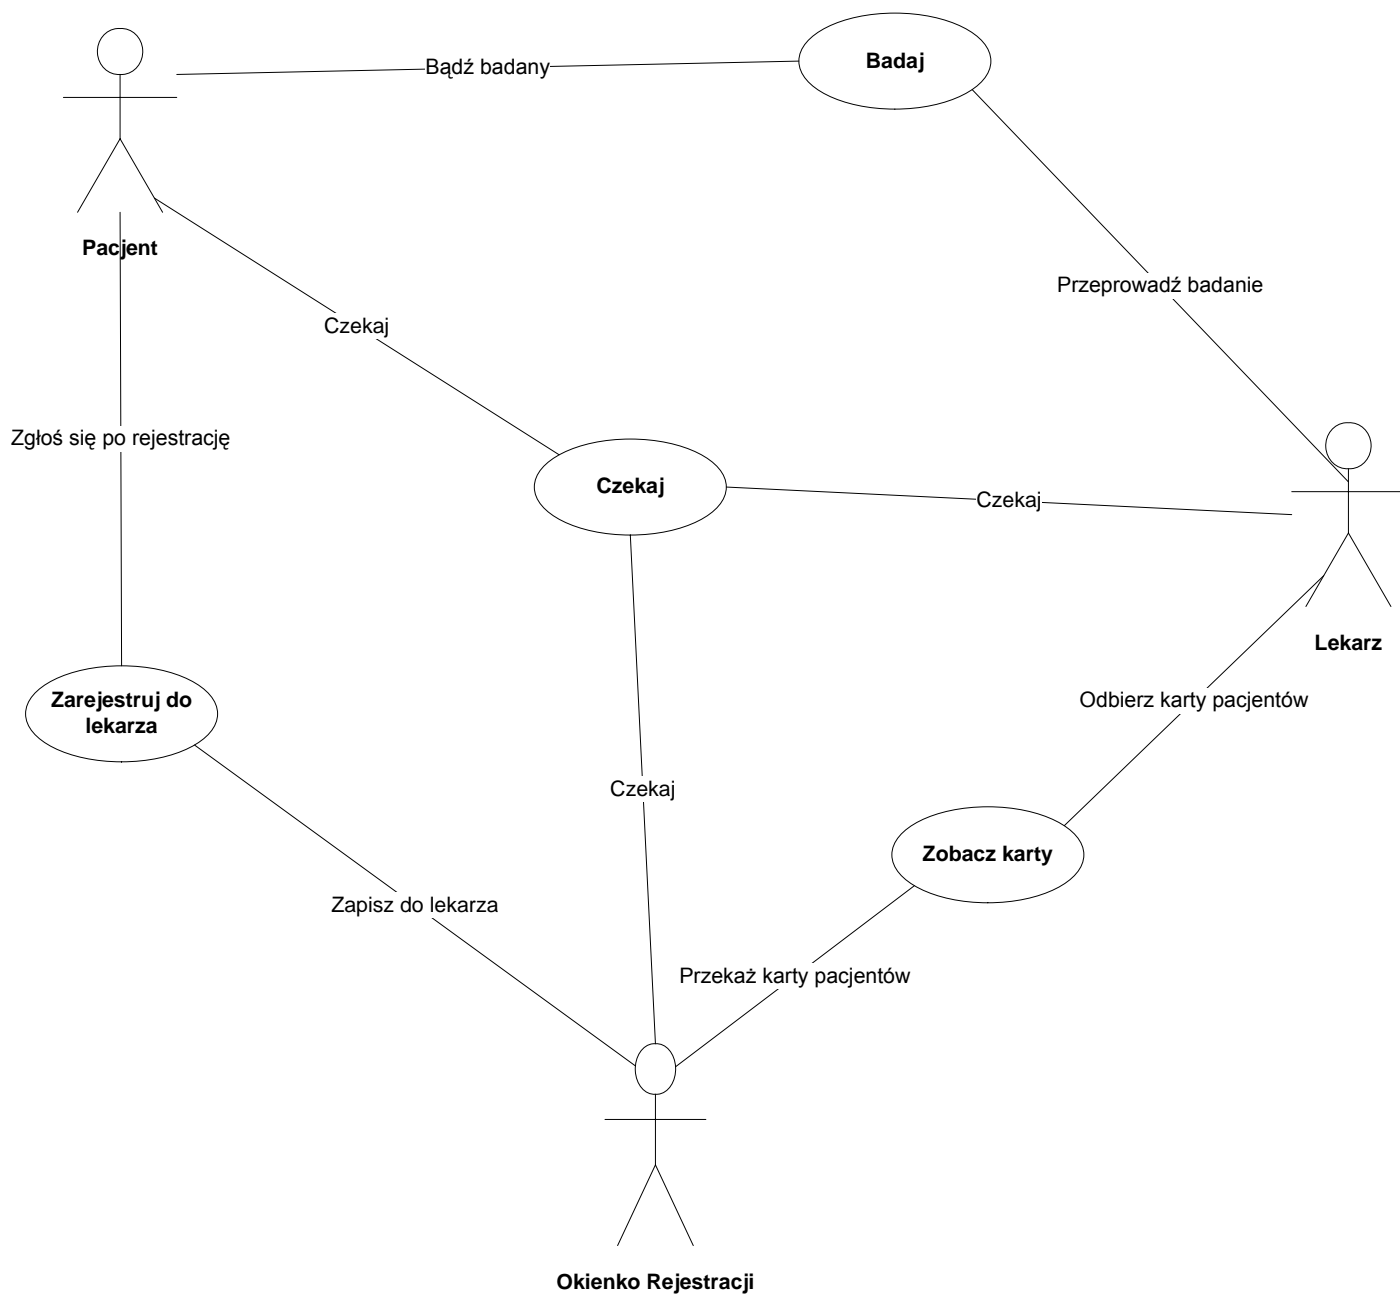 Badaj
Bądź badany
Pacjent
Przeprowadź badanie
Czekaj
Zgłoś się po rejestrację
Czekaj
Czekaj
Lekarz
Zarejestruj do
lekarza
Odbierz karty pacjentów
Czekaj
Zobacz karty
Zapisz do lekarza
Przekaż karty pacjentów
Okienko Rejestracji